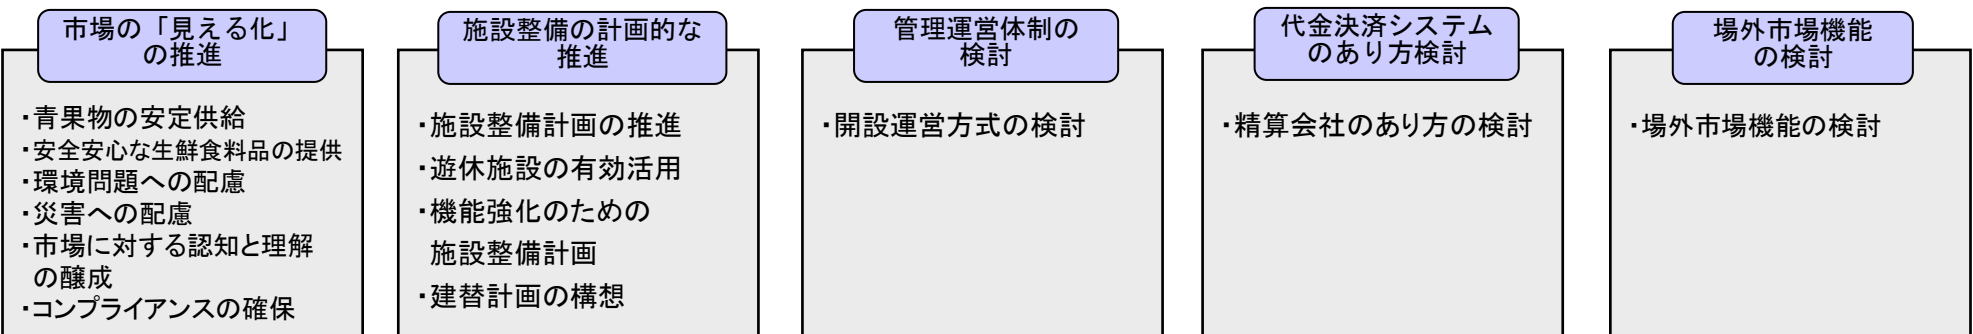 市場の「見える化」
の推進
・青果物の安定供給
・安全安心な生鮮食料品の提供
・環境問題への配慮
・災害への配慮
・市場に対する認知と理解
の醸成
・コンプライアンスの確保
施設整備の計画的な
推進
・施設整備計画の推進
・遊休施設の有効活用
・機能強化のための
施設整備計画
・建替計画の構想
管理運営体制の
検討
・開設運営方式の検討
代金決済システム
のあり方検討
・精算会社のあり方の検討
場外市場機能
の検討
・場外市場機能の検討